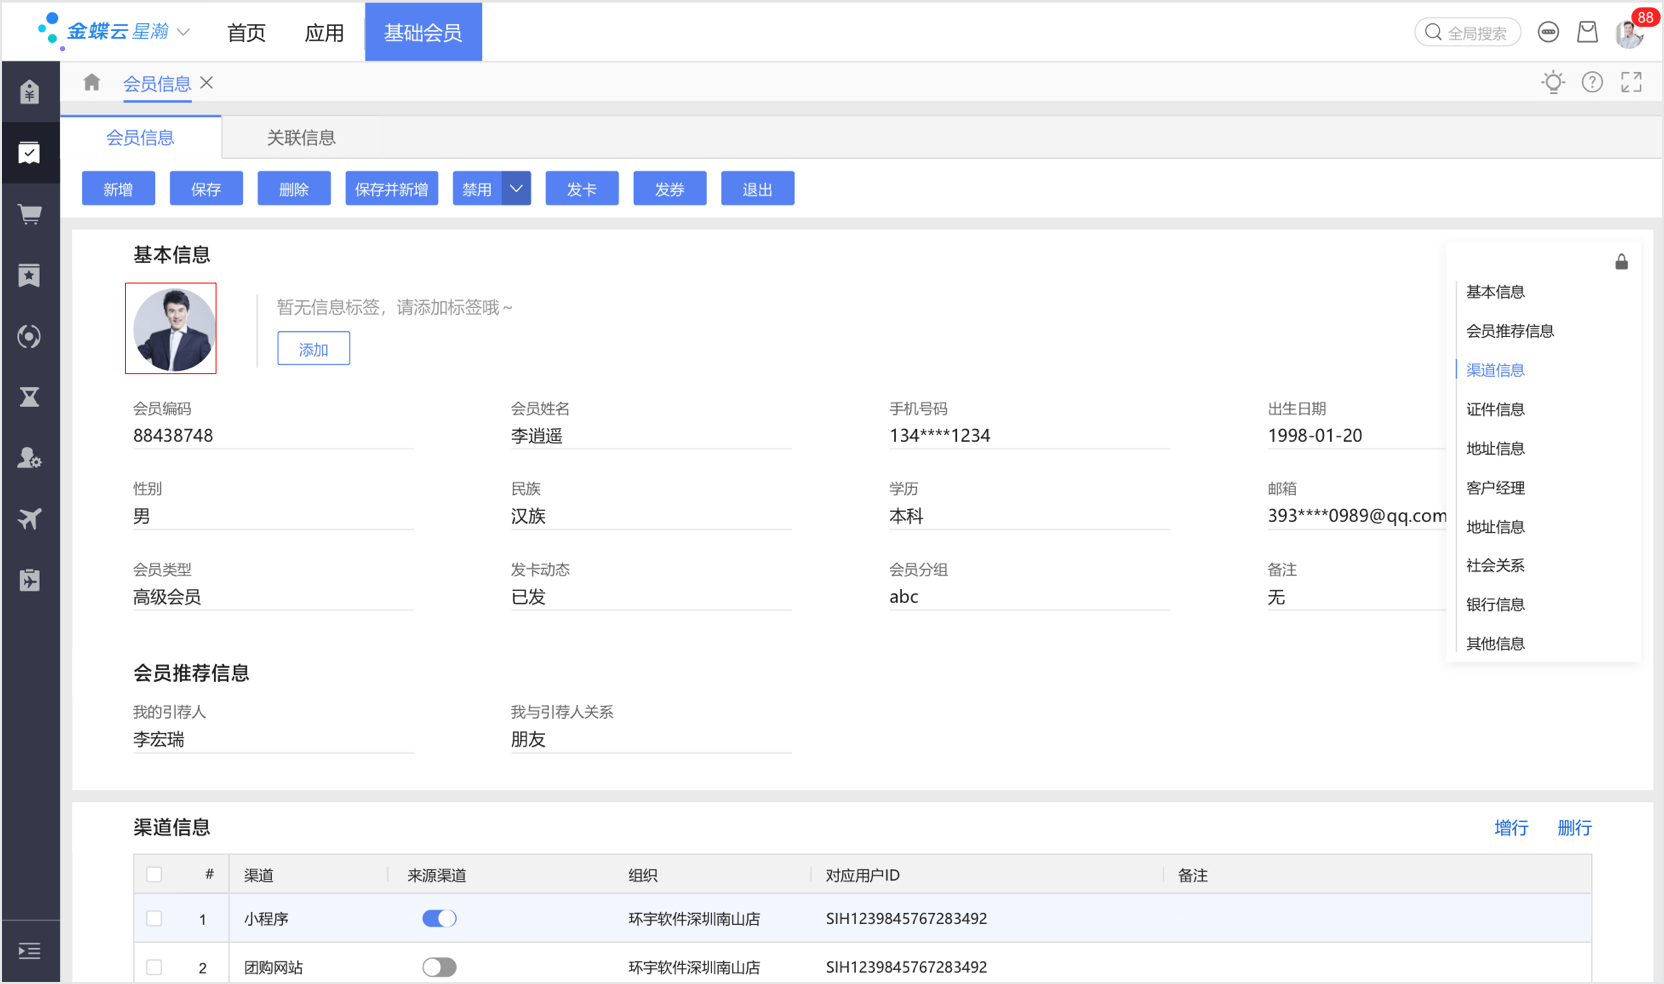 金蝶云 星瀚
首页
应用
基础会员
全局搜索
88
会员信息
会员信息
关联信息
新增
保存
删除
保存并新增
禁用
发卡
发券
退出
基本信息
暂无信息标签，请添加标签哦～
添加
会员编码
88438748
会员姓名
李逍遥
手机号码
134****1234
出生日期
1998-01-20
性别
男
民族
汉族
学历
本科
邮箱
393****0989@qq.com
会员类型
高级会员
发卡动态
已发
会员分组
abc
备注
无
基本信息
会员推荐信息
渠道信息
证件信息
地址信息
客户经理
地址信息
社会关系
银行信息
其他信息
会员推荐信息
我的引荐人
李宏瑞
我与引荐人关系
朋友
渠道信息
增行
删行
# 渠道 来源渠道 组织 对应用户ID 备注
1 小程序 环宇软件深圳南山店 SIH1239845767283492
2 团购网站 环宇软件深圳南山店 SIH1239845767283492